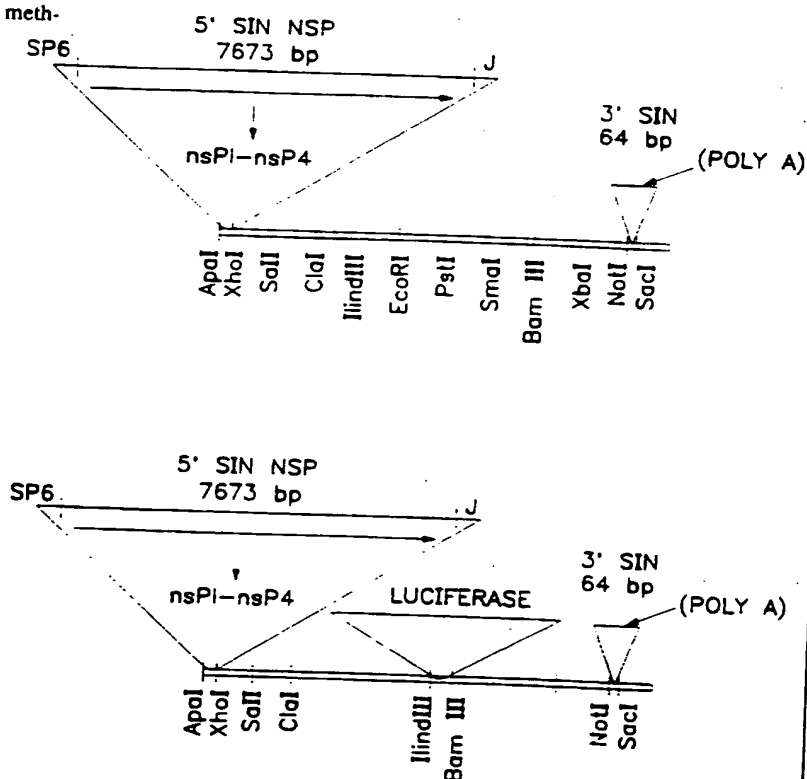 meth-
5' SIN NSP
SP6 7673 bp J
nsPI-nsP4
3' SIN
64 bp
(POLY A)
ApaI
XhoI
SalI
ClaI
IlindIII
EcoRI
PstI
SmaI
Bam III
XbaI
NotI
SacI
5' SIN NSP
SP6 7673 bp J
nsPI-nsP4
LUCIFERASE
3' SIN
64 bp
(POLY A)
ApaI
XhoI
SalI
ClaI
IlindIII
Bam III
NotI
SacI